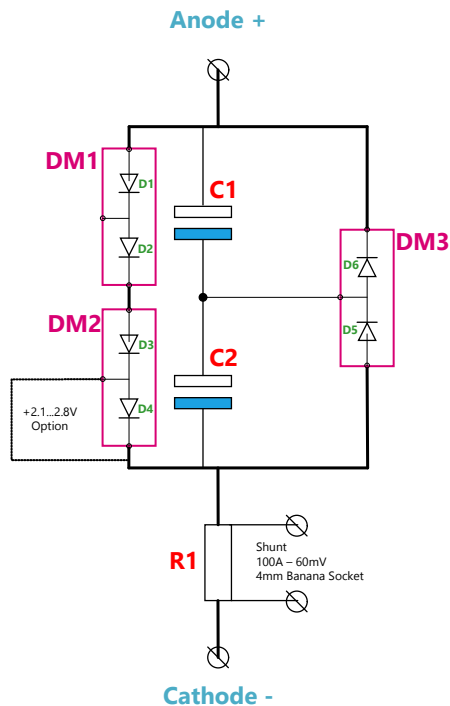 Anode +
DM1
D1
C1
D2
DM3
D6
DM2
D3
D5
C2
+2.1...2.8V
Option
D4
Shunt
R1
100A – 60mV
4mm Banana Socket
Cathode -